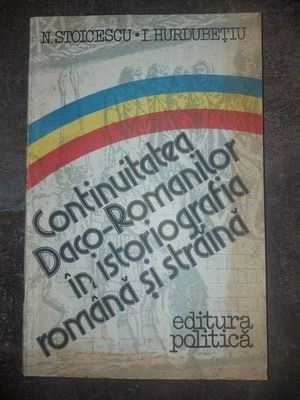 N. STOICESCU • I. HURDUBEȚIU
Continuitatea
Daco-Romanilor
în istoriografia
română și străină
editura
politică